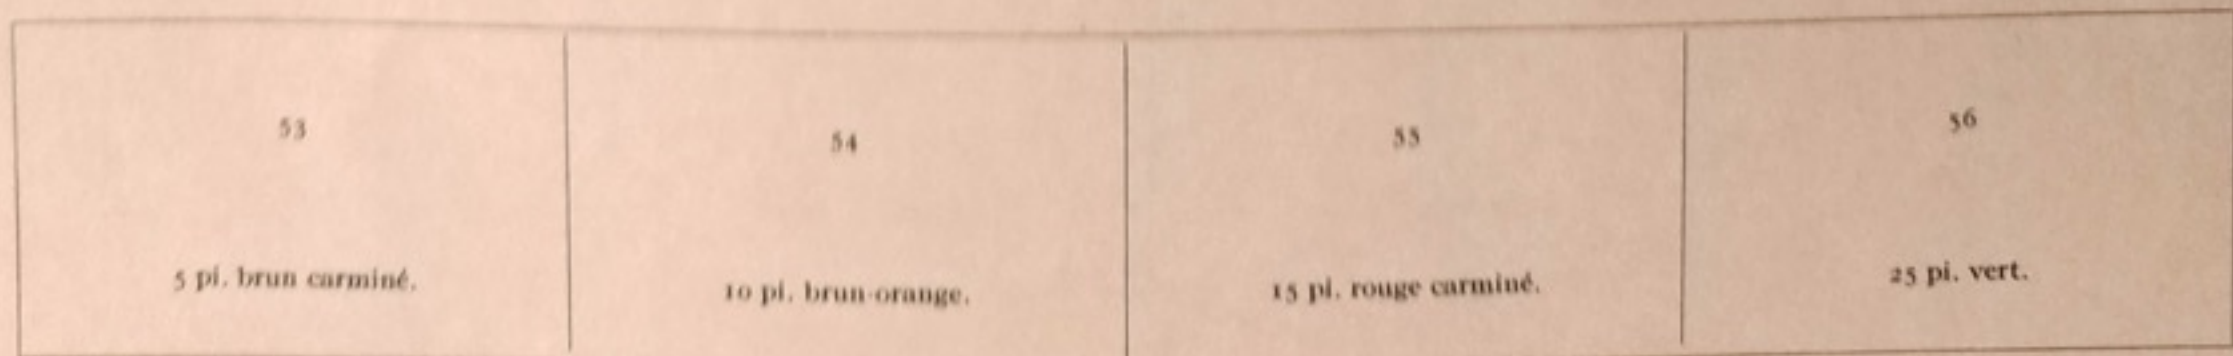 53
54
55
56
5 pi. brun carminé.
10 pi. brun-orange.
15 pi. rouge carminé.
25 pi. vert.